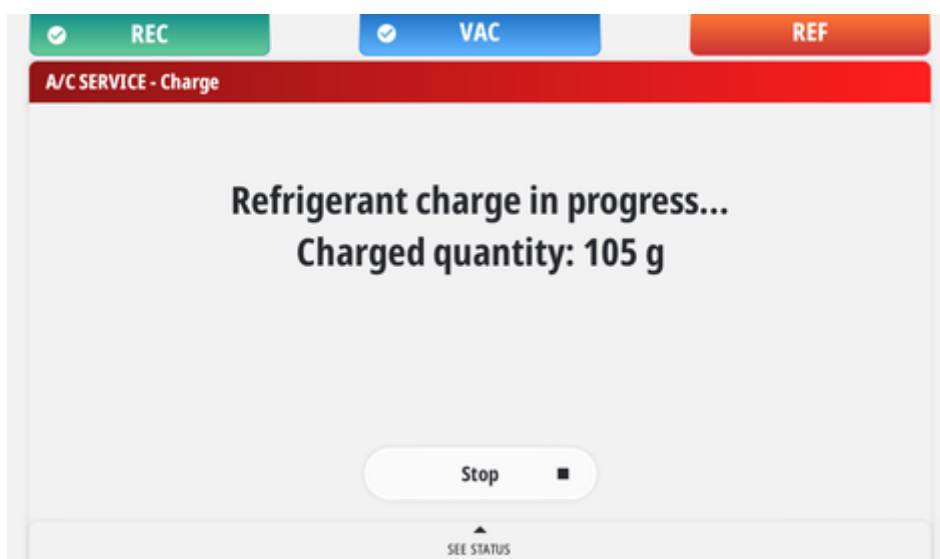 REC
VAC
REF
A/C SERVICE - Charge
Refrigerant charge in progress...
Charged quantity: 105 g
Stop
SEE STATUS